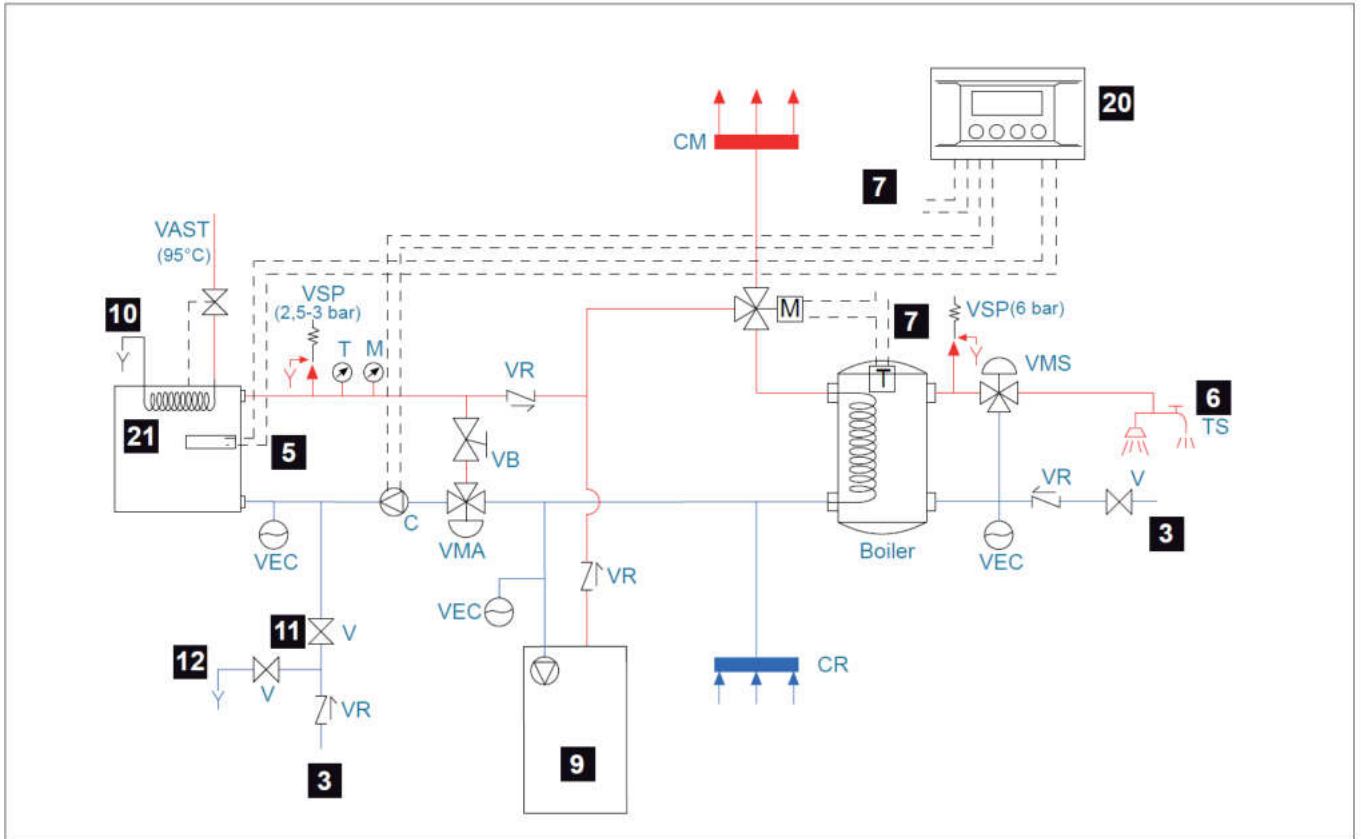 20
CM
7
VAST
(95°C)
VSP
(2,5-3 bar)
10
T
M
M
7
VSP(6 bar)
VMS
VR
T
6
TS
21
5
VB
VR
V
C
VMA
Boiler
VEC
3
VEC
VR
VEC
11
V
12
V
VR
CR
9
3